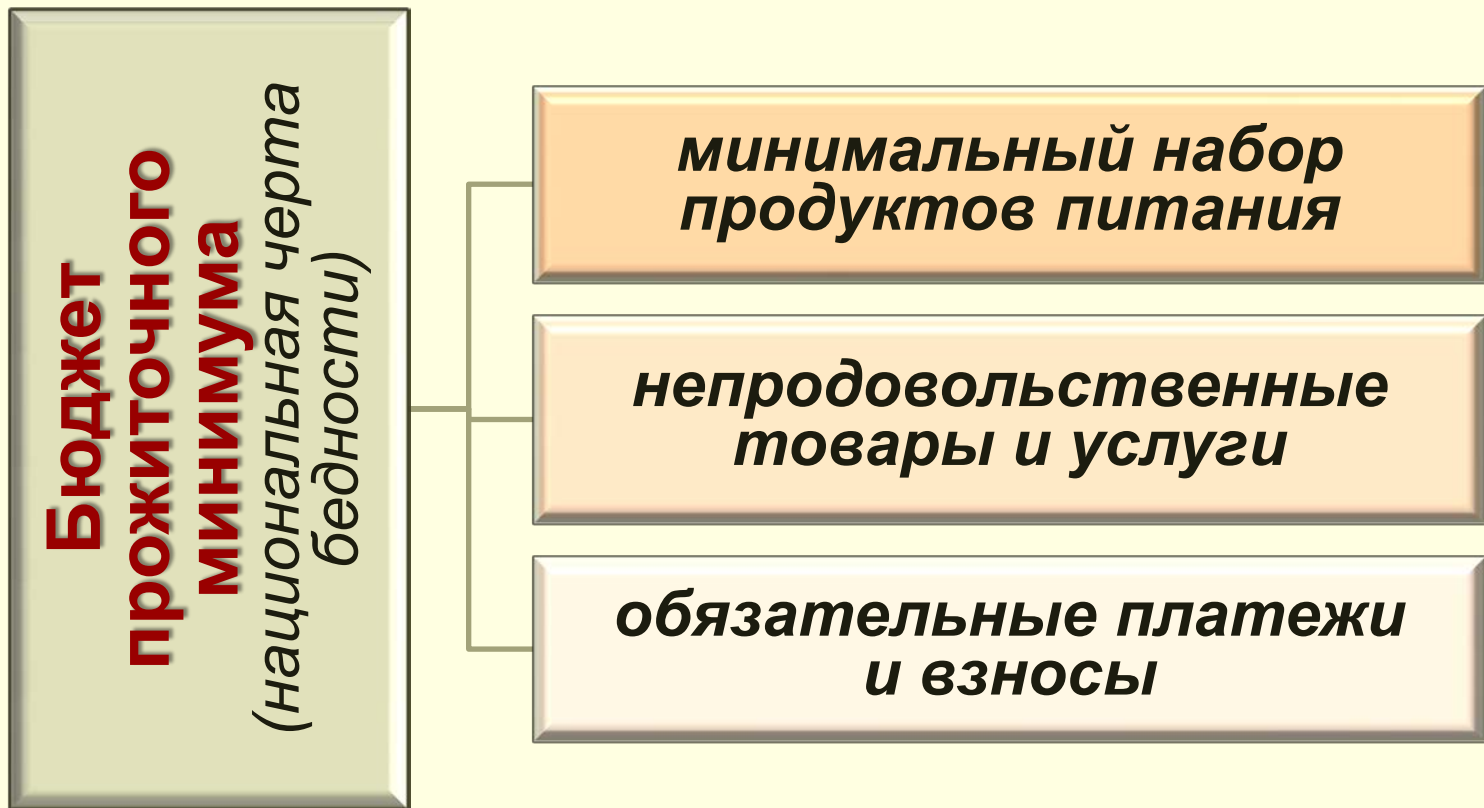 Бюджет
прожиточного
минимума
(национальная черта
бедности)
минимальный набор
продуктов питания
непродовольственные
товары и услуги
обязательные платежи
и взносы